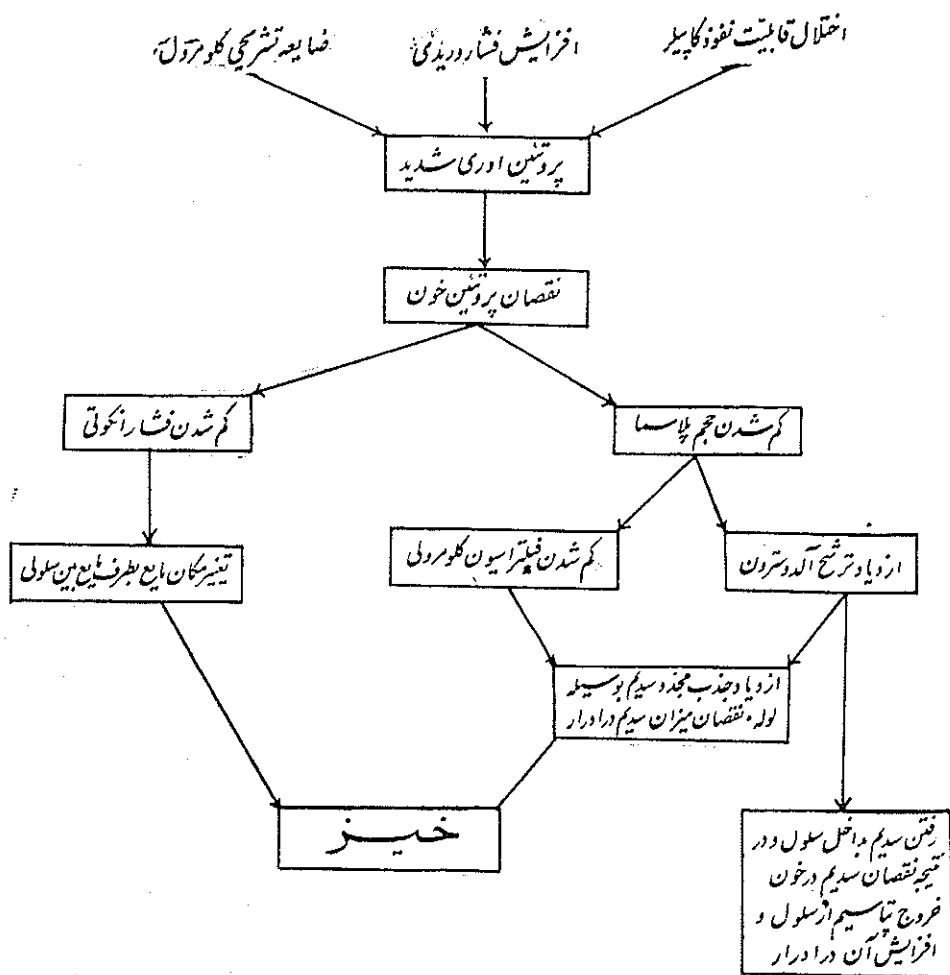 اختلال قابلیت نفوذ کاپیلر
افزایش فشار وریدی
ضایعه تشریحی کلومرول
پروتئین اوری شدید
نقصان پروتئین خون
کم شدن حجم پلاسما
کم شدن فشار انکوتی
ازدیاد ترشح آلدوسترون
کم شدن فیلتراسیون کلومرولی
تغییر مکان مایع بطرف مایع بین سلولی
ازدیاد جذب مجدد سدیم بوسیله
لوله، نقصان میزان سدیم در ادرار
خیز
رفتن سدیم بداخل سلول و در
نتیجه نقصان سدیم در خون
خروج پتاسیم از سلول و
افزایش آن در ادرار